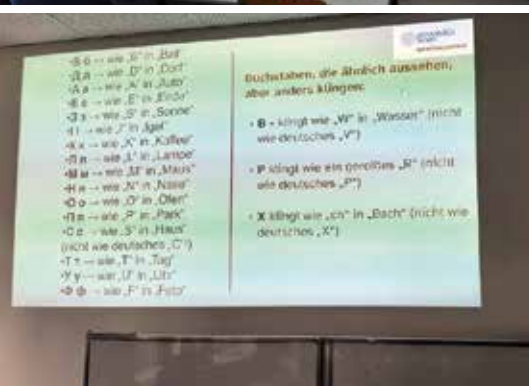 •Б б — wie „B“ in „Ball“
•Д д — wie „D“ in „Dorf“
•А а — wie „A“ in „Auto“
•Е е — wie „E“ in „Ende“
•З з — wie „S“ in „Sonne“
•І і — wie „I“ in „Igel“
•К к — wie „K“ in „Kaffee“
•Л л — wie „L“ in „Lampe“
•М м — wie „M“ in „Maus“
•Н н — wie „N“ in „Nase“
•О о — wie „O“ in „Ofen“
•П п — wie „P“ in „Park“
•С с — wie „S“ in „Haus“
(nicht wie deutsches „C“)
•Т т — wie „T“ in „Tag“
•У у — wie „U“ in „Uhr“
•Ф ф — wie „F“ in „Foto“
Buchstaben, die ähnlich aussehen,
aber anders klingen:
• В - klingt wie „W“ in „Wasser“ (nicht
wie deutsches „V“)
• Р klingt wie ein gerolltes „R“ (nicht
wie deutsches „P“)
• Х klingt wie „ch“ in „Bach“ (nicht wie
deutsches „X“)